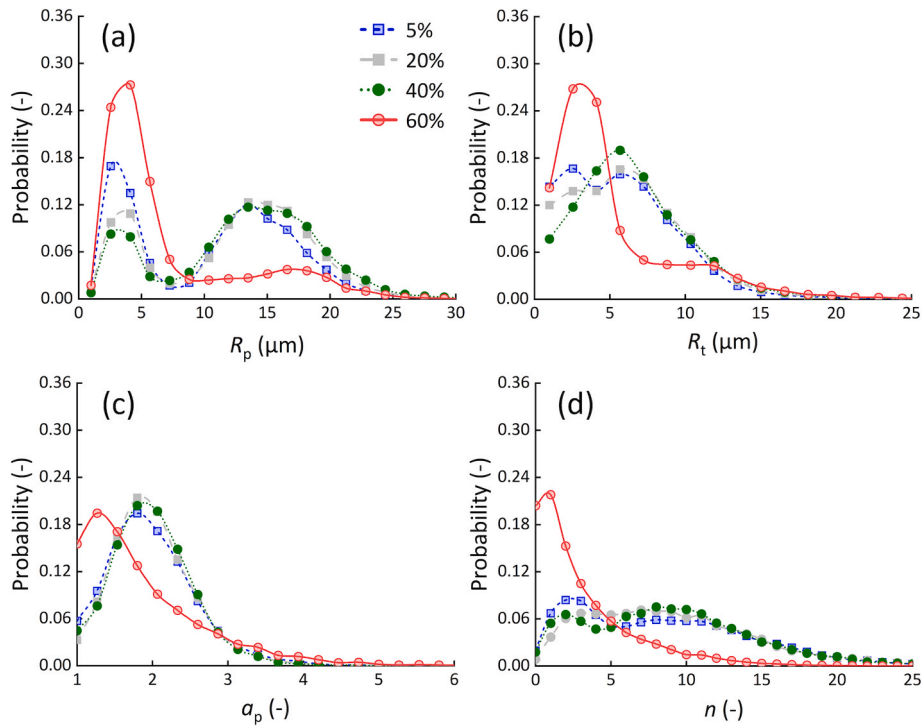 (a)
5%
20%
40%
60%
Probability (-)
0.36
0.30
0.24
0.18
0.12
0.06
0.00
0 5 10 15 20 25 30
Rp (μm)
(b)
Probability (-)
0.36
0.30
0.24
0.18
0.12
0.06
0.00
0 5 10 15 20 25
Rt (μm)
(c)
Probability (-)
0.36
0.30
0.24
0.18
0.12
0.06
0.00
1 2 3 4 5 6
ap (-)
(d)
Probability (-)
0.36
0.30
0.24
0.18
0.12
0.06
0.00
0 5 10 15 20 25
n (-)